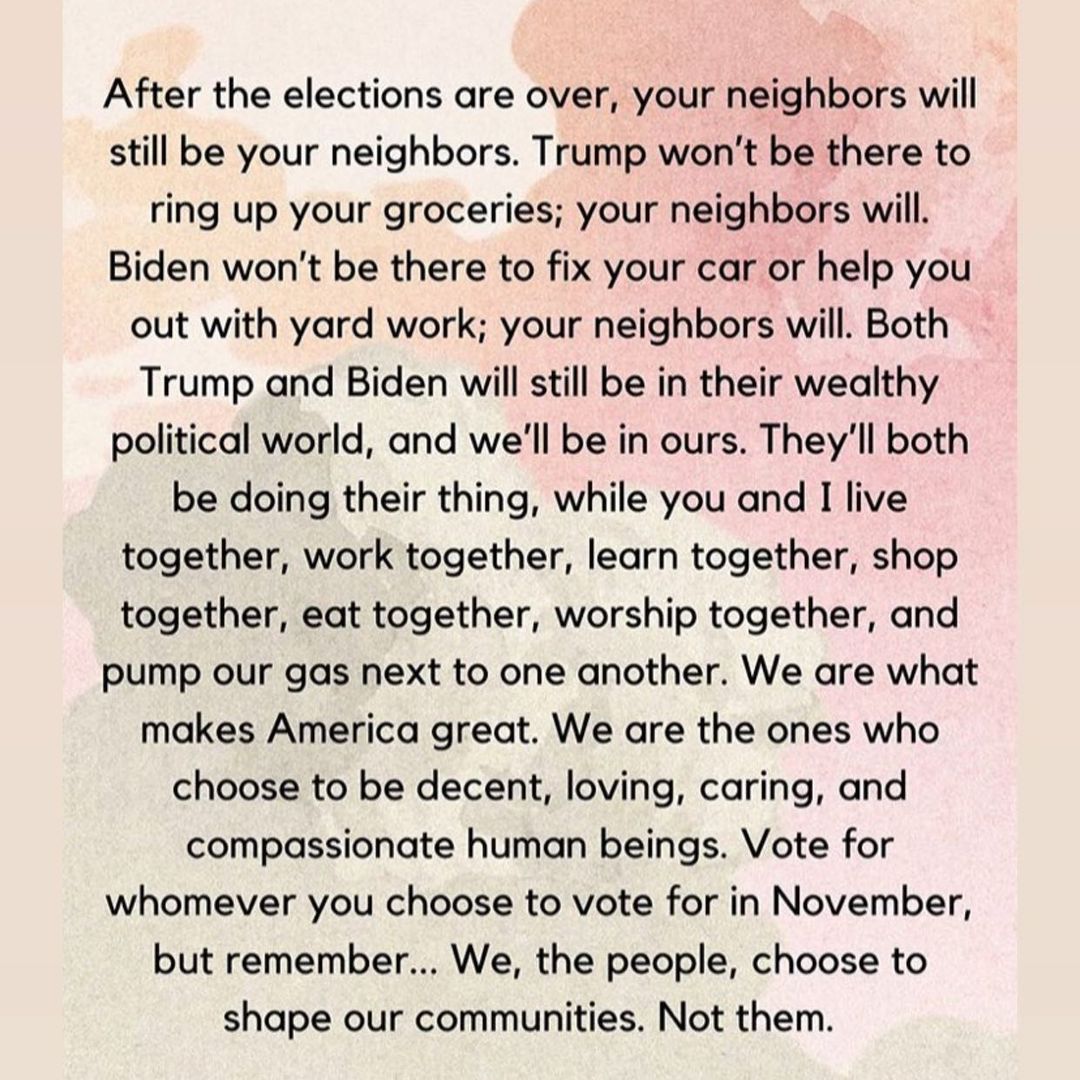 After the elections are over, your neighbors will
still be your neighbors. Trump won't be there to
ring up your groceries; your neighbors will.
Biden won't be there to fix your car or help you
out with yard work; your neighbors will. Both
Trump and Biden will still be in their wealthy
political world, and we'll be in ours. They'll both
be doing their thing, while you and I live
together, work together, learn together, shop
together, eat together, worship together, and
pump our gas next to one another. We are what
makes America great. We are the ones who
choose to be decent, loving, caring, and
compassionate human beings. Vote for
whomever you choose to vote for in November,
but remember... We, the people, choose to
shape our communities. Not them.